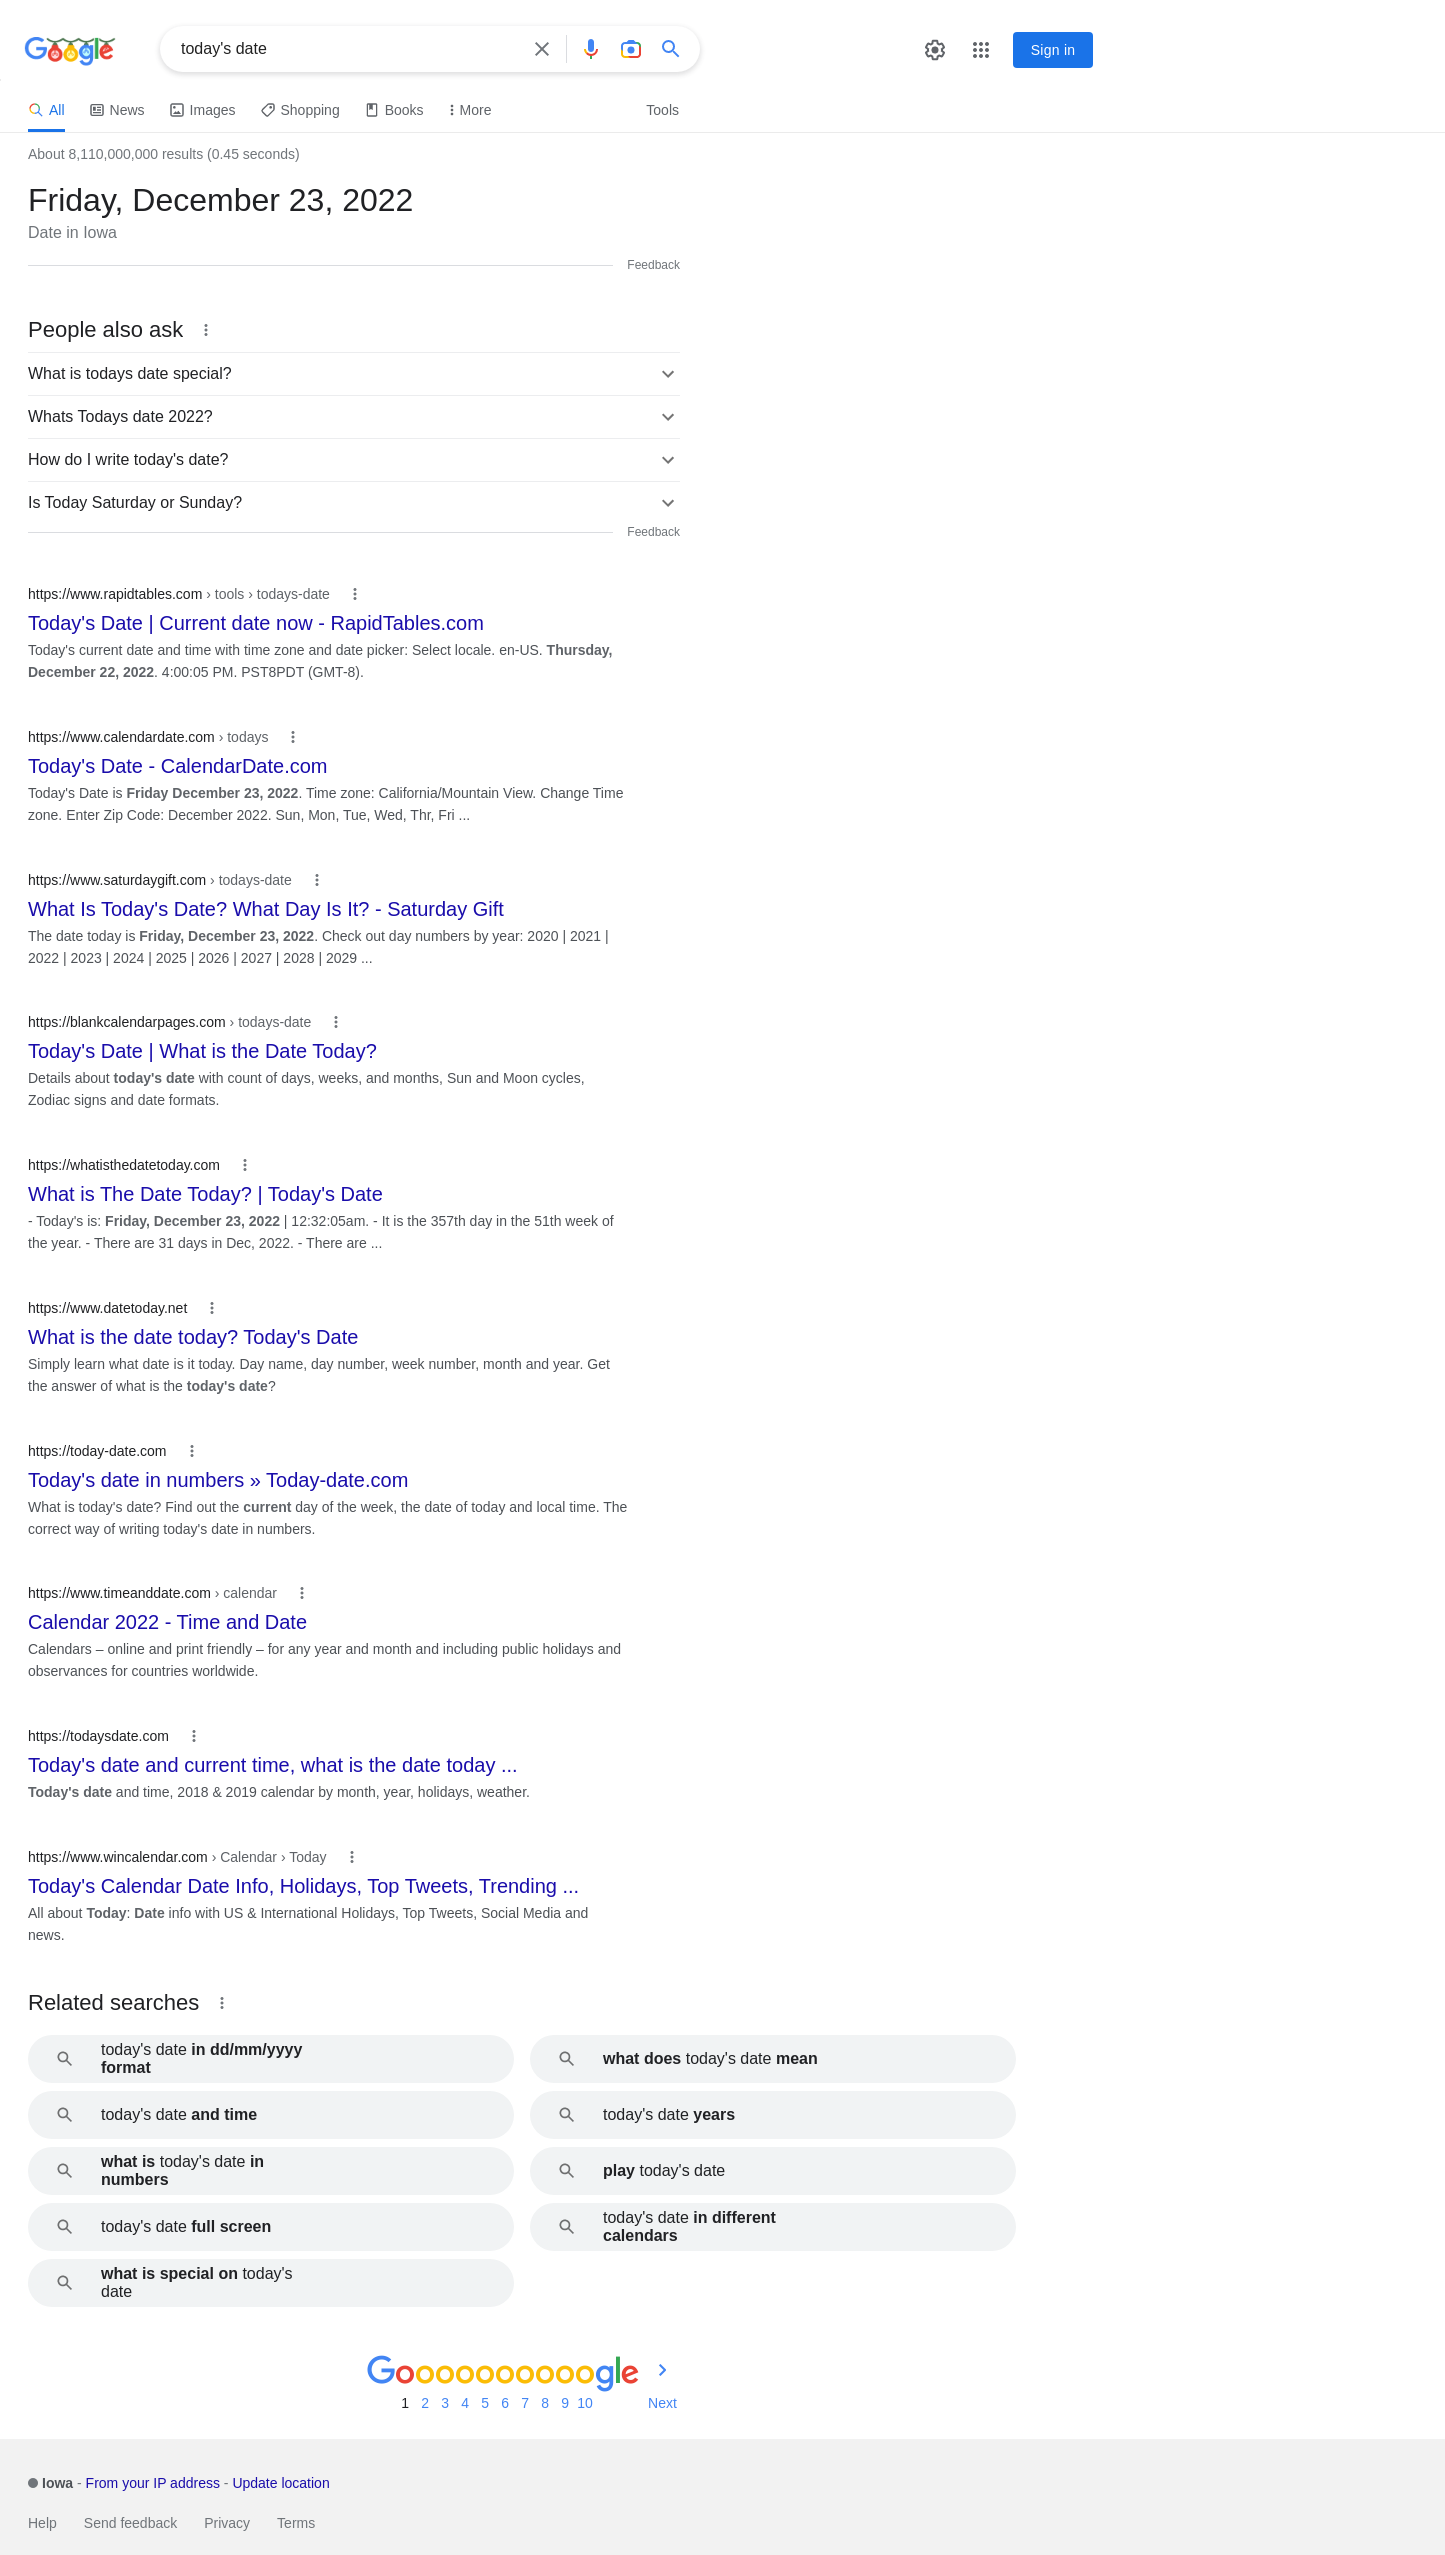 Google
today's date
Sign in
All
News
Images
Shopping
Books
More
Tools
About 8,110,000,000 results (0.45 seconds)
Friday, December 23, 2022
Date in Iowa
Feedback
People also ask
What is todays date special?
Whats Todays date 2022?
How do I write today's date?
Is Today Saturday or Sunday?
Feedback
https://www.rapidtables.com › tools › todays-date
Today's Date | Current date now - RapidTables.com
Today's current date and time with time zone and date picker: Select locale. en-US. Thursday,
December 22, 2022. 4:00:05 PM. PST8PDT (GMT-8).
https://www.calendardate.com › todays
Today's Date - CalendarDate.com
Today's Date is Friday December 23, 2022. Time zone: California/Mountain View. Change Time
zone. Enter Zip Code: December 2022. Sun, Mon, Tue, Wed, Thr, Fri ...
https://www.saturdaygift.com › todays-date
What Is Today's Date? What Day Is It? - Saturday Gift
The date today is Friday, December 23, 2022. Check out day numbers by year: 2020 | 2021 |
2022 | 2023 | 2024 | 2025 | 2026 | 2027 | 2028 | 2029 ...
https://blankcalendarpages.com › todays-date
Today's Date | What is the Date Today?
Details about today's date with count of days, weeks, and months, Sun and Moon cycles,
Zodiac signs and date formats.
https://whatisthedatetoday.com
What is The Date Today? | Today's Date
- Today's is: Friday, December 23, 2022 | 12:32:05am. - It is the 357th day in the 51th week of
the year. - There are 31 days in Dec, 2022. - There are ...
https://www.datetoday.net
What is the date today? Today's Date
Simply learn what date is it today. Day name, day number, week number, month and year. Get
the answer of what is the today's date?
https://today-date.com
Today's date in numbers » Today-date.com
What is today's date? Find out the current day of the week, the date of today and local time. The
correct way of writing today's date in numbers.
https://www.timeanddate.com › calendar
Calendar 2022 - Time and Date
Calendars – online and print friendly – for any year and month and including public holidays and
observances for countries worldwide.
https://todaysdate.com
Today's date and current time, what is the date today ...
Today's date and time, 2018 & 2019 calendar by month, year, holidays, weather.
https://www.wincalendar.com › Calendar › Today
Today's Calendar Date Info, Holidays, Top Tweets, Trending ...
All about Today: Date info with US & International Holidays, Top Tweets, Social Media and
news.
Related searches
today's date in dd/mm/yyyy
format
what does today's date mean
today's date and time
today's date years
what is today's date in
numbers
play today's date
today's date full screen
today's date in different
calendars
what is special on today's
date
Goooooooooogle
1 2 3 4 5 6 7 8 9 10 Next
Iowa - From your IP address - Update location
Help Send feedback Privacy Terms